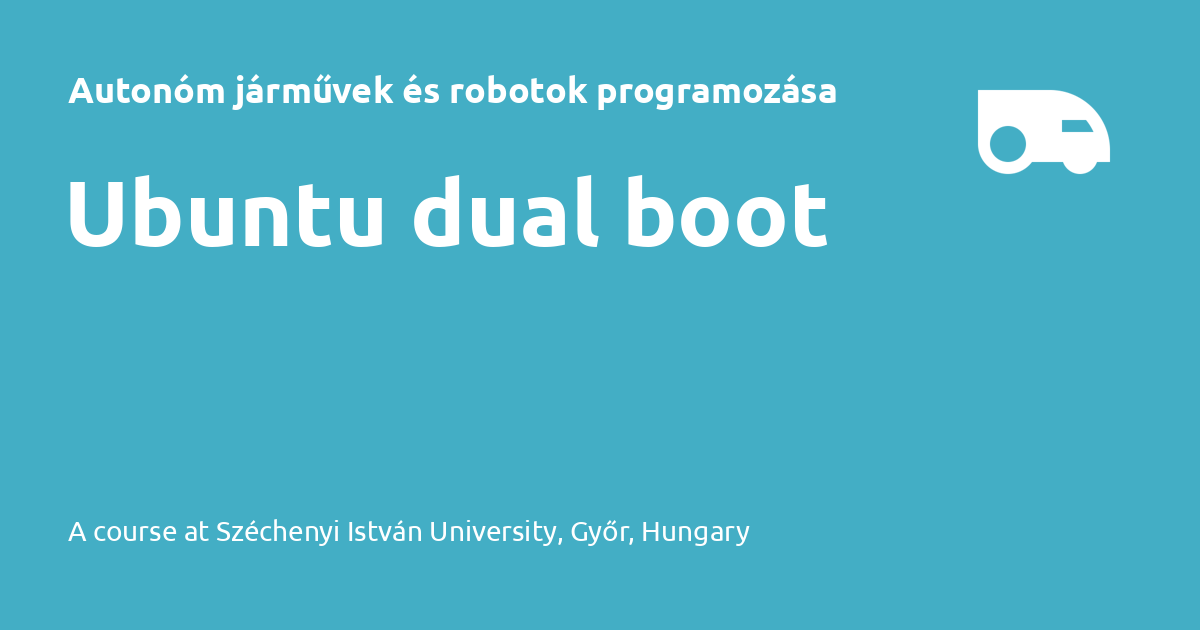 Autonóm járművek és robotok programozása
Ubuntu dual boot
A course at Széchenyi István University, Győr, Hungary